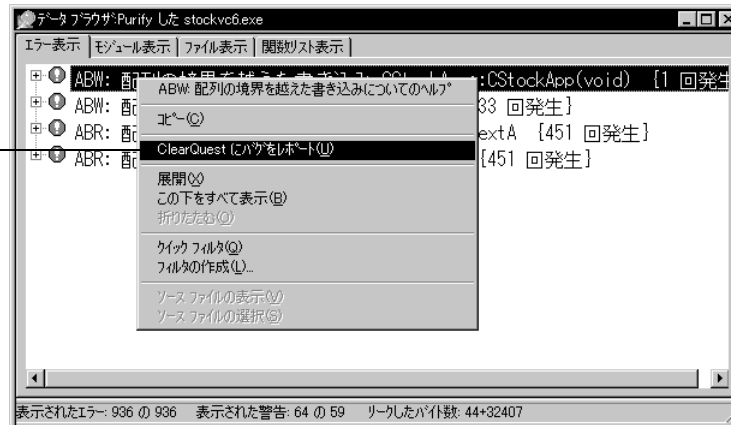 データ ブラウザ:Purify した stockvc6.exe
エラー表示 モジュール表示 ファイル表示 関数リスト表示
ABW: 配列の境界を越えた書き込み ::CStockApp(void) {1 回発生
ABW: 配 33 回発生}
ABR: 配 extA {451 回発生}
ABR: 配 {451 回発生}
ABW: 配列の境界を越えた書き込みについてのヘルプ
コピー(C)
ClearQuest にバグをレポート(U)
展開(X)
この下をすべて表示(B)
折りたたむ(O)
クイック フィルタ(Q)
フィルタの作成(L)...
ソース ファイルの表示(V)
ソース ファイルの選択(S)
表示されたエラー: 936 の 936 表示された警告: 64 の 59 リークしたバイト数: 44+32407